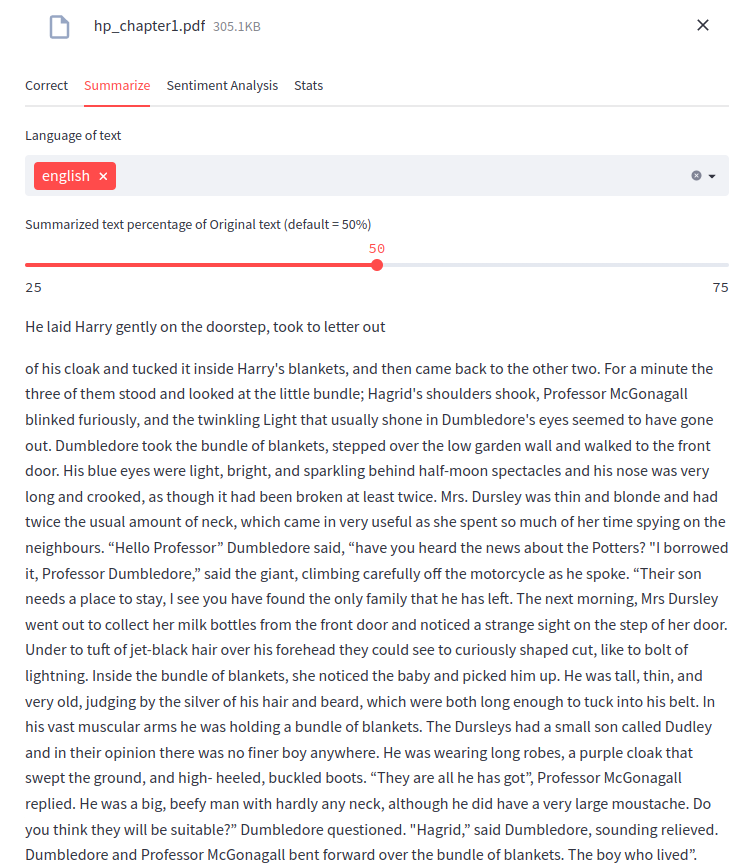 hp_chapter1.pdf 305.1KB
Correct Summarize Sentiment Analysis Stats
Language of text
english
Summarized text percentage of Original text (default = 50%)
50
25 75
He laid Harry gently on the doorstep, took to letter out
of his cloak and tucked it inside Harry's blankets, and then came back to the other two. For a minute the
three of them stood and looked at the little bundle; Hagrid's shoulders shook, Professor McGonagall
blinked furiously, and the twinkling Light that usually shone in Dumbledore's eyes seemed to have gone
out. Dumbledore took the bundle of blankets, stepped over the low garden wall and walked to the front
door. His blue eyes were light, bright, and sparkling behind half-moon spectacles and his nose was very
long and crooked, as though it had been broken at least twice. Mrs. Dursley was thin and blonde and had
twice the usual amount of neck, which came in very useful as she spent so much of her time spying on the
neighbours. “Hello Professor” Dumbledore said, “have you heard the news about the Potters? "I borrowed
it, Professor Dumbledore,” said the giant, climbing carefully off the motorcycle as he spoke. “Their son
needs a place to stay, I see you have found the only family that he has left. The next morning, Mrs Dursley
went out to collect her milk bottles from the front door and noticed a strange sight on the step of her door.
Under to tuft of jet-black hair over his forehead they could see to curiously shaped cut, like to bolt of
lightning. Inside the bundle of blankets, she noticed the baby and picked him up. He was tall, thin, and
very old, judging by the silver of his hair and beard, which were both long enough to tuck into his belt. In
his vast muscular arms he was holding a bundle of blankets. The Dursleys had a small son called Dudley
and in their opinion there was no finer boy anywhere. He was wearing long robes, a purple cloak that
swept the ground, and high- heeled, buckled boots. “They are all he has got”, Professor McGonagall
replied. He was a big, beefy man with hardly any neck, although he did have a very large moustache. Do
you think they will be suitable?” Dumbledore questioned. "Hagrid,” said Dumbledore, sounding relieved.
Dumbledore and Professor McGonagall bent forward over the bundle of blankets. The boy who lived”.